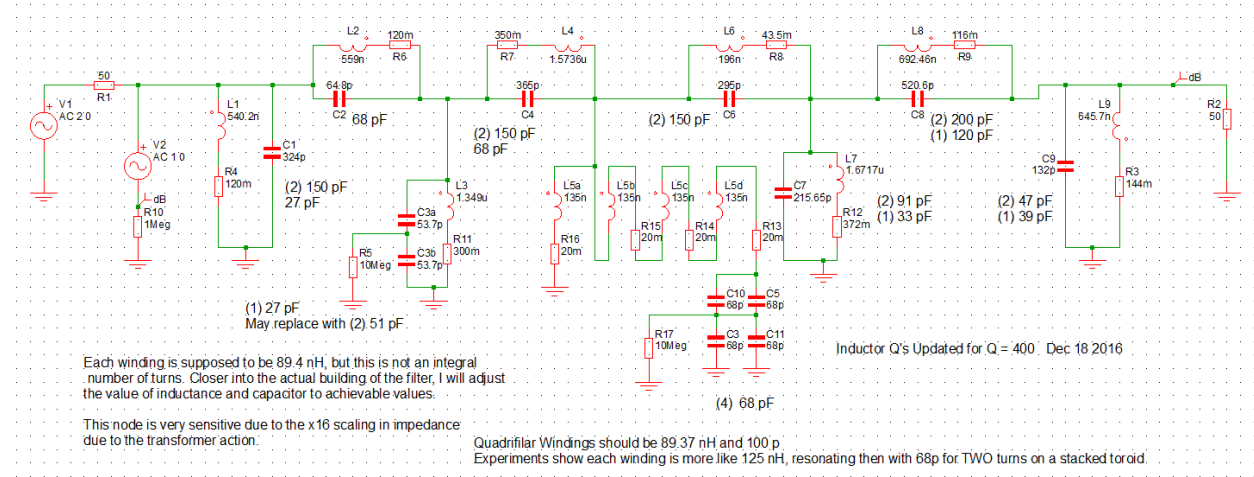 L2
559n
120m
R6
64.8p
C2
68 pF
350m
R7
L4
1.5736u
365p
C4
(2) 150 pF
68 pF
L6
196n
43.5m
R8
295p
C6
(2) 150 pF
L8
692.46n
116m
R9
520.6p
C8
(2) 200 pF
(1) 120 pF
dB
50
R1
V1
AC 2 0
V2
AC 1 0
dB
R10
1Meg
L1
540.2n
R4
120m
C1
324p
(2) 150 pF
27 pF
L3
1.349u
C3a
53.7p
C3b
53.7p
R5
10Meg
R11
300m
(1) 27 pF
May replace with (2) 51 pF
L5a
135n
L5b
135n
L5c
135n
L5d
135n
R16
20m
R15
20m
R14
20m
R13
20m
C10
68p
C5
68p
C3
68p
C11
68p
R17
10Meg
(4) 68 pF
C7
215.65p
L7
1.6717u
R12
372m
(2) 91 pF
(1) 33 pF
C9
132p
(2) 47 pF
(1) 39 pF
L9
645.7n
R3
144m
R2
50
Inductor Q's Updated for Q = 400 Dec 18 2016
Each winding is supposed to be 89.4 nH, but this is not an integral
number of turns. Closer into the actual building of the filter, I will adjust
the value of inductance and capacitor to achievable values.
This node is very sensitive due to the x16 scaling in impedance
due to the transformer action.
Quadrifilar Windings should be 89.37 nH and 100 p
Experiments show each winding is more like 125 nH, resonating then with 68p for TWO turns on a stacked toroid.